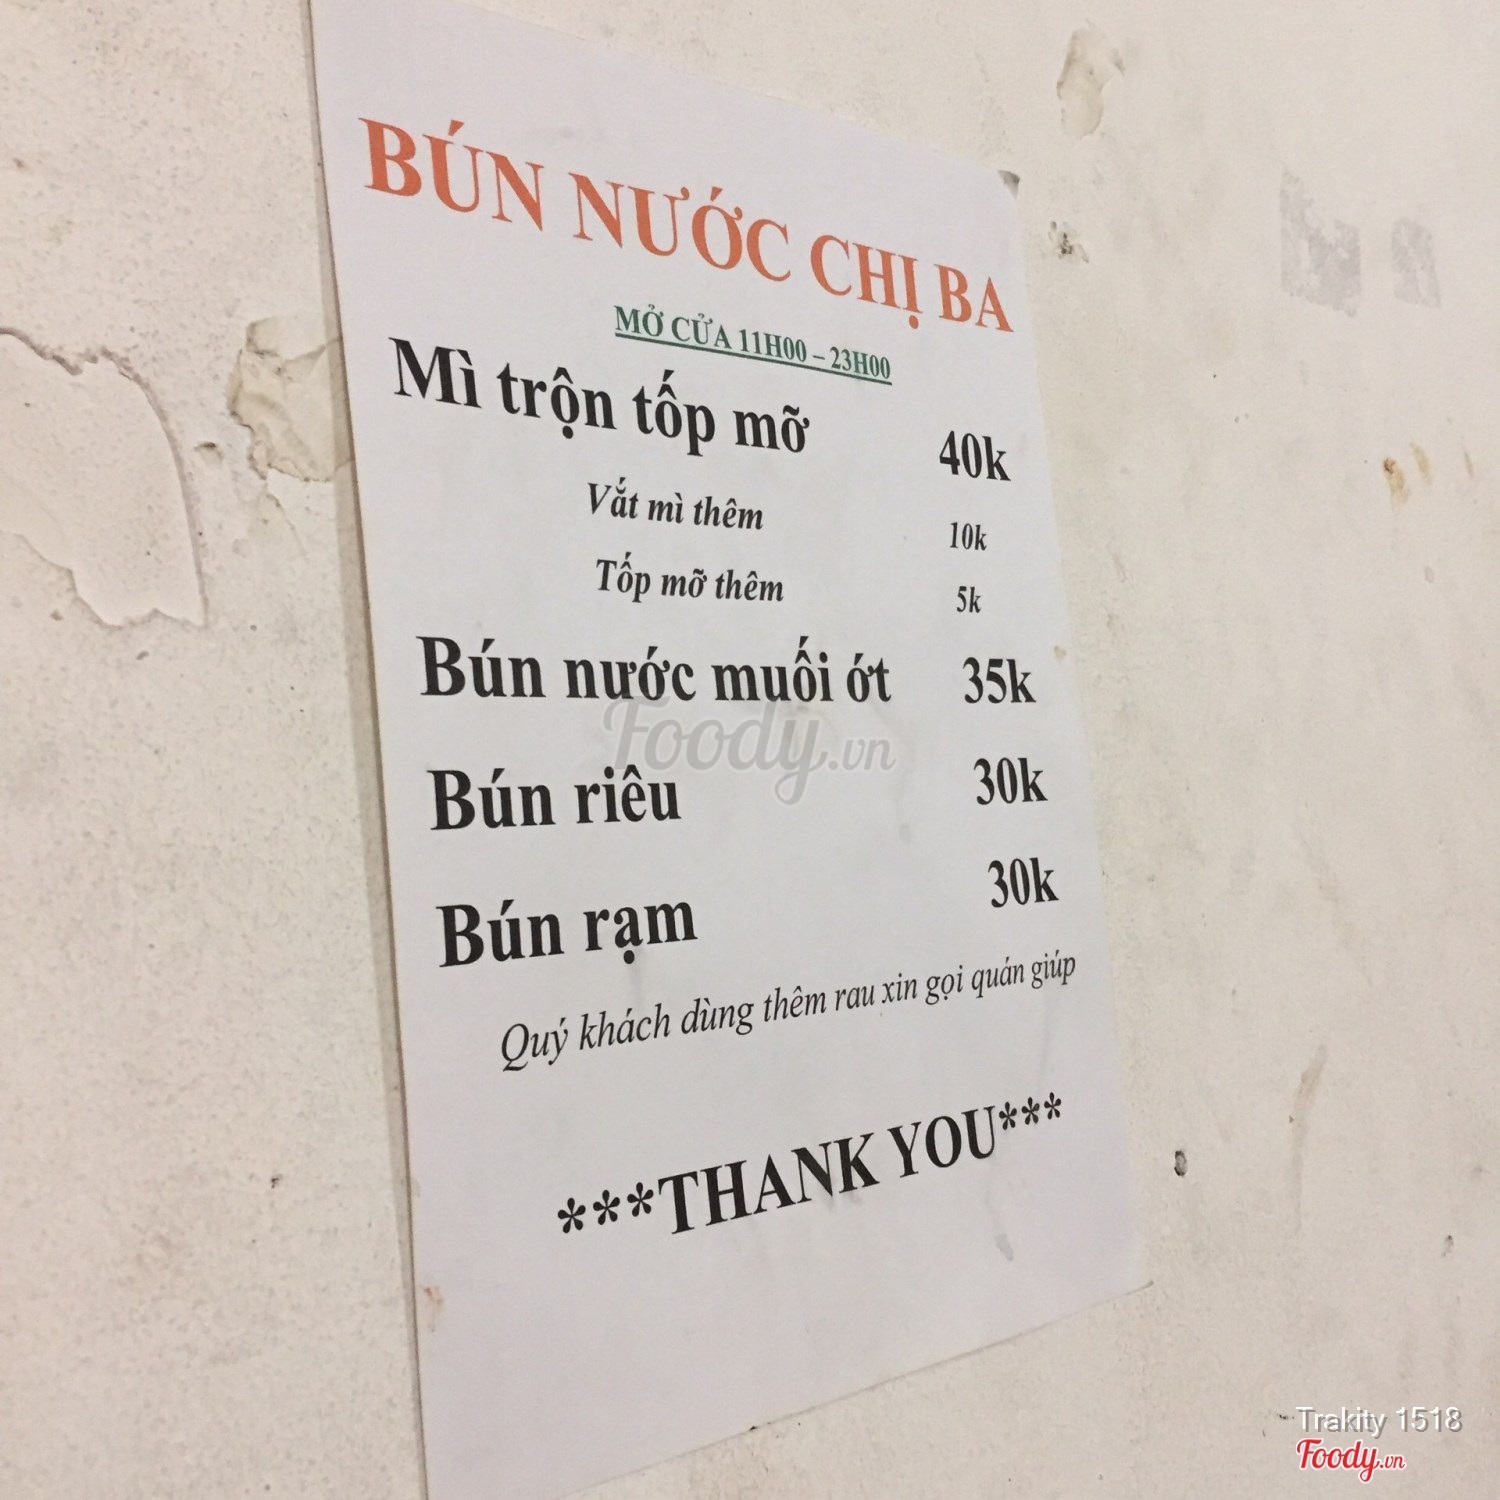 BÚN NƯỚC CHỊ BA
MỞ CỬA 11H00 – 23H00
Mì trộn tốp mỡ 40k
Vắt mì thêm 10k
Tốp mỡ thêm 5k
Bún nước muối ớt 35k
Foody.vn
Bún riêu 30k
Bún rạm 30k
Quý khách dùng thêm rau xin gọi quán giúp
***THANK YOU***
Trakity 1518
Foody.vn